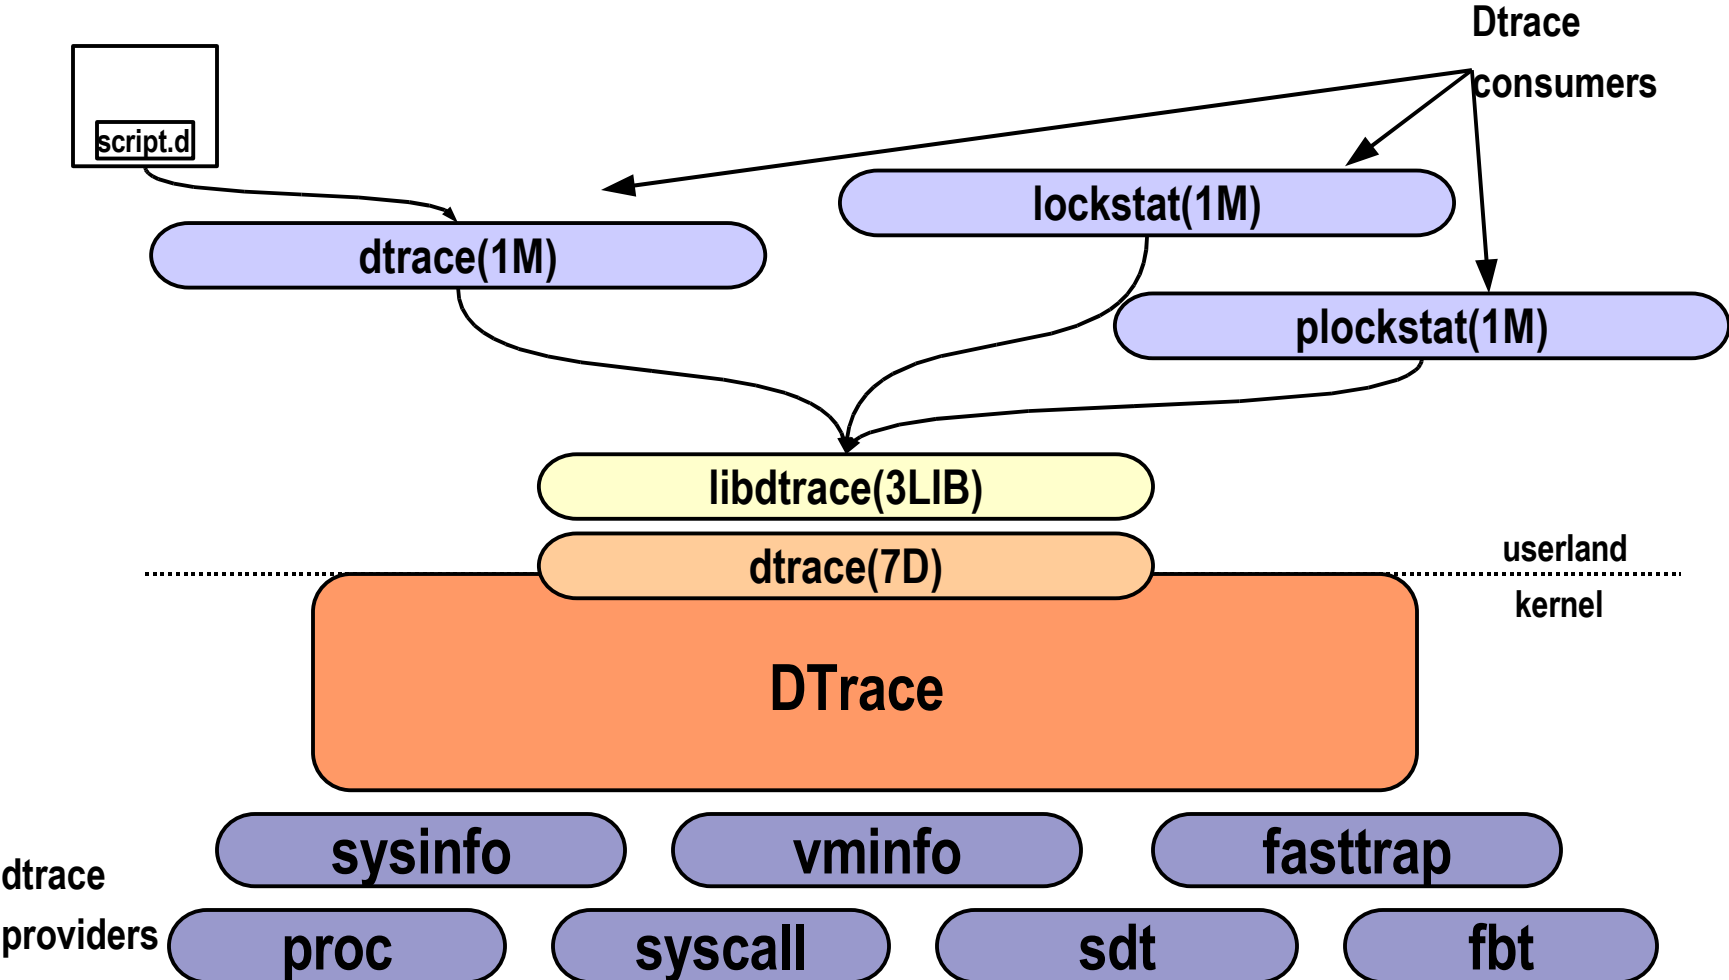 Dtrace
consumers
script.d
lockstat(1M)
dtrace(1M)
plockstat(1M)
libdtrace(3LIB)
dtrace(7D)
userland
kernel
DTrace
sysinfo
vminfo
fasttrap
dtrace
providers
proc
syscall
sdt
fbt